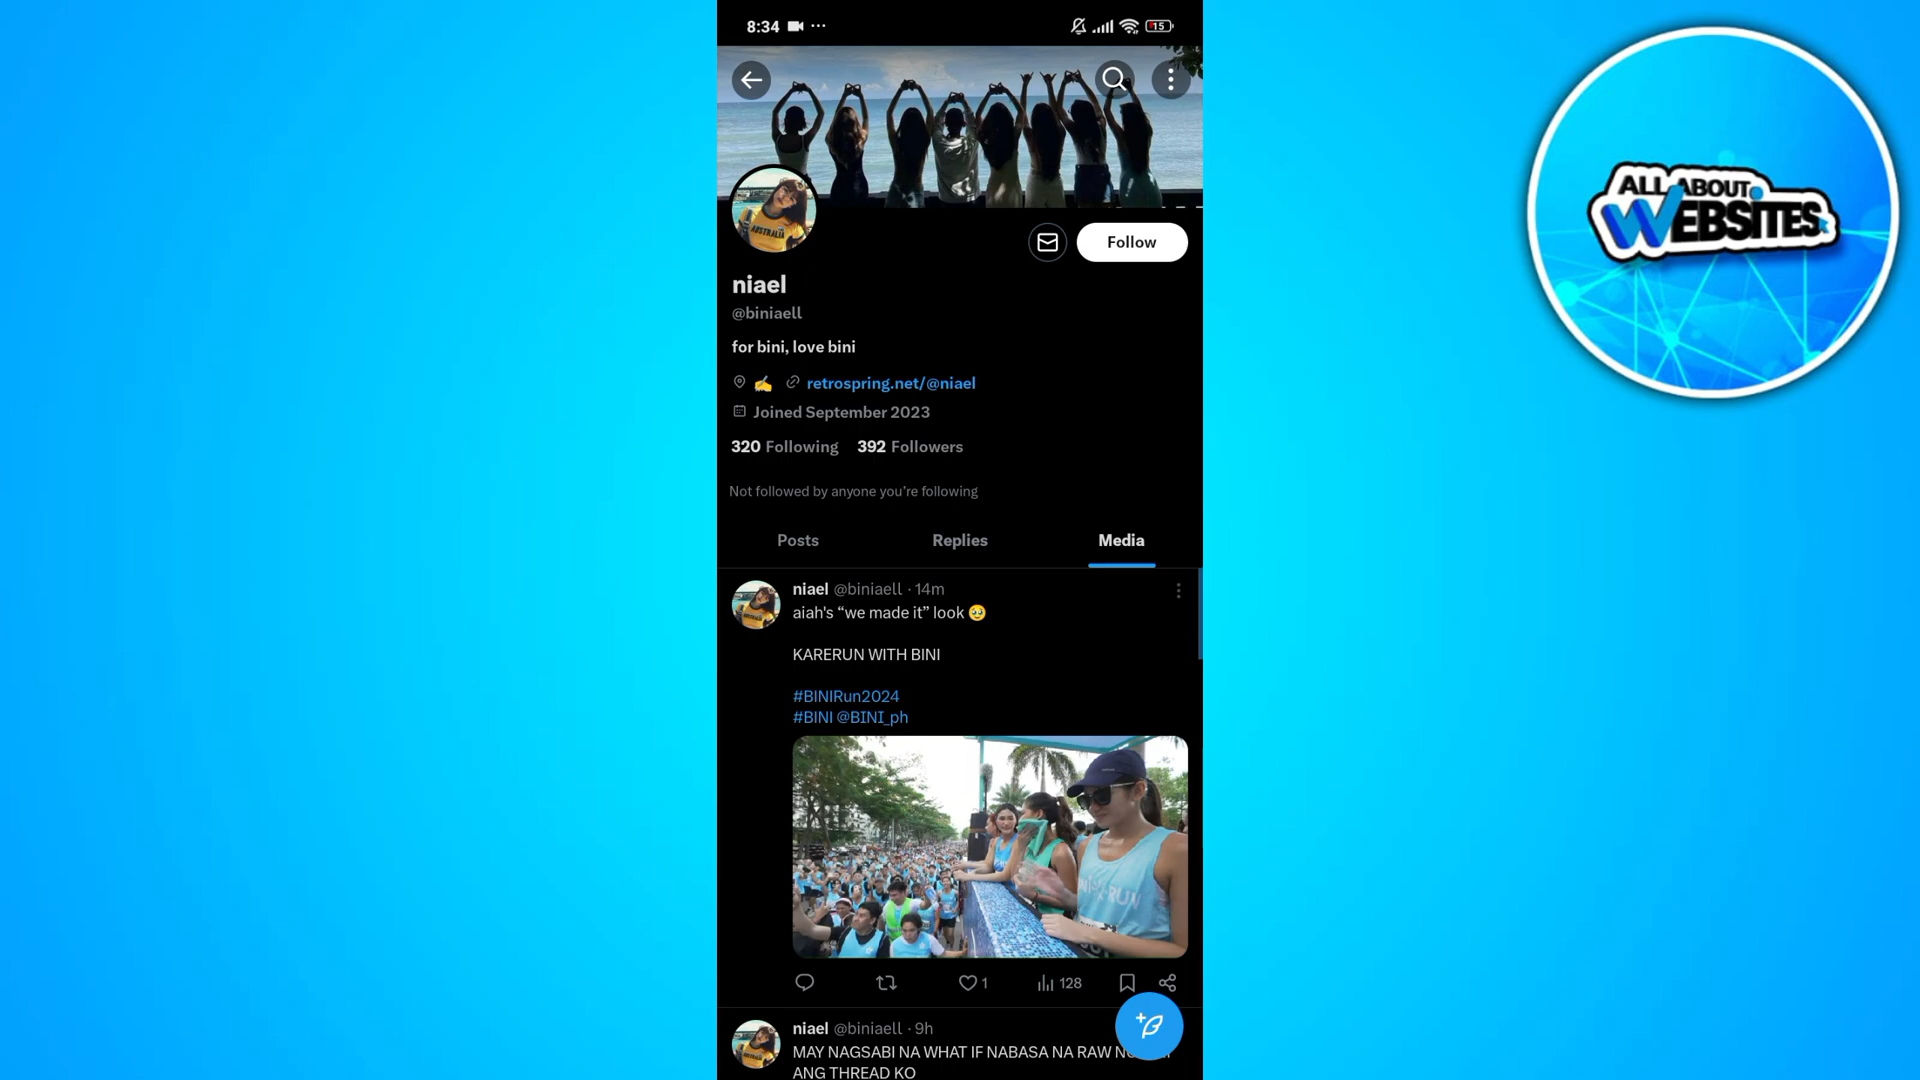 8:34
15
ALL ABOUT
WEBSITES
AUSTRALIA
Follow
niael
@biniaell
for bini, love bini
✍️ retrospring.net/@niael
Joined September 2023
320 Following 392 Followers
Not followed by anyone you're following
Posts Replies Media
niael @biniaell · 14m
aiah's “we made it” look 🥹
KARERUN WITH BINI
#BINIRun2024
#BINI @BINI_ph
RUN
1 128
niael @biniaell · 9h
MAY NAGSABI NA WHAT IF NABASA NA RAW
ANG THREAD KO